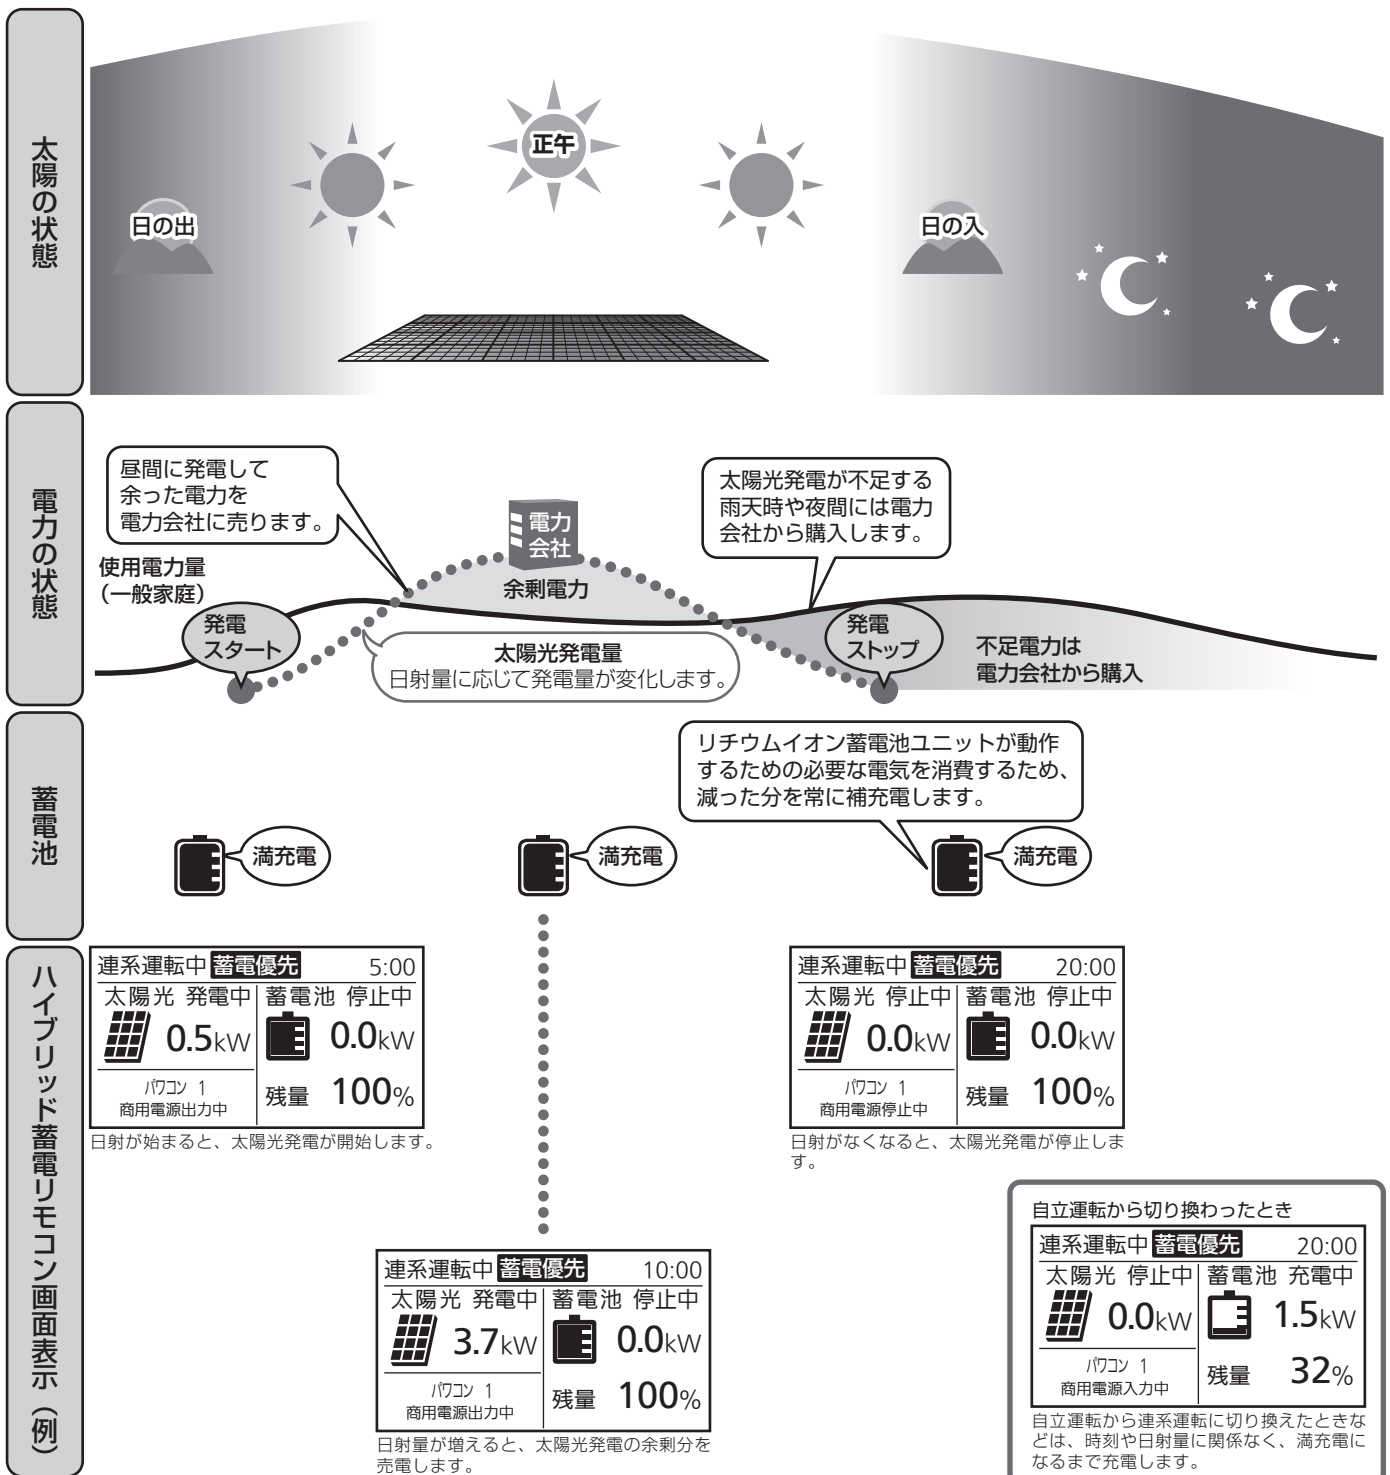 太陽の状態
日の出
正午
日の入
電力の状態
昼間に発電して
余った電力を
電力会社に売ります。
電力
会社
太陽光発電が不足する
雨天時や夜間には電力
会社から購入します。
使用電力量
（一般家庭）
余剰電力
発電
スタート
太陽光発電量
日射量に応じて発電量が変化します。
発電
ストップ
不足電力は
電力会社から購入
蓄電池
リチウムイオン蓄電池ユニットが動作
するための必要な電気を消費するため、
減った分を常に補充電します。
満充電
満充電
満充電
ハイブリッド蓄電リモコン画面表示（例）
連系運転中 蓄電優先 5:00
太陽光 発電中 蓄電池 停止中
0.5kW 0.0kW
パワコン 1
商用電源出力中
残量 100%
日射が始まると、太陽光発電が開始します。
連系運転中 蓄電優先 10:00
太陽光 発電中 蓄電池 停止中
3.7kW 0.0kW
パワコン 1
商用電源出力中
残量 100%
日射量が増えると、太陽光発電の余剰分を
売電します。
連系運転中 蓄電優先 20:00
太陽光 停止中 蓄電池 停止中
0.0kW 0.0kW
パワコン 1
商用電源停止中
残量 100%
日射がなくなると、太陽光発電が停止しま
す。
自立運転から切り換わったとき
連系運転中 蓄電優先 20:00
太陽光 停止中 蓄電池 充電中
0.0kW 1.5kW
パワコン 1
商用電源入力中
残量 32%
自立運転から連系運転に切り換えたときな
どは、時刻や日射量に関係なく、満充電に
なるまで充電します。